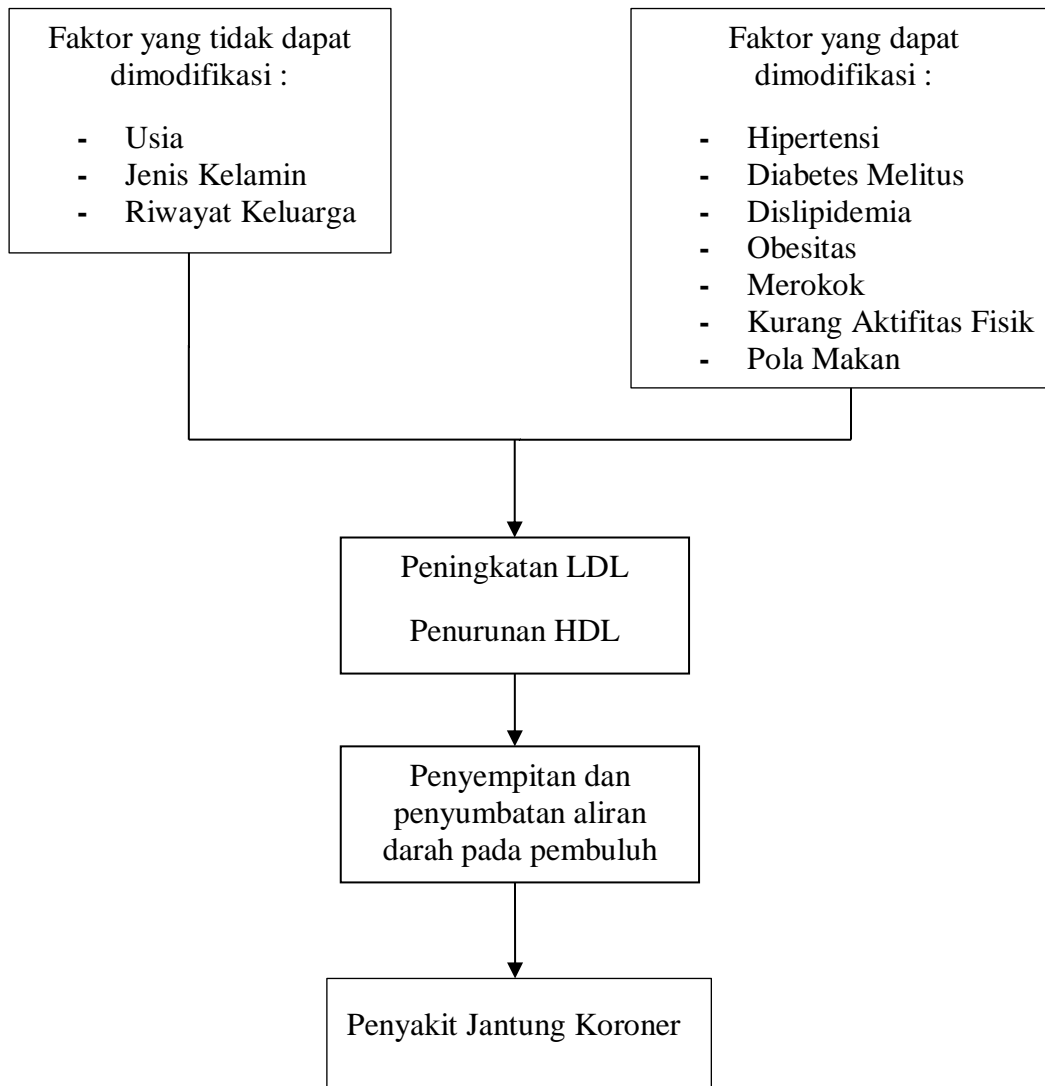 Faktor yang tidak dapat
dimodifikasi :
- Usia
- Jenis Kelamin
- Riwayat Keluarga
Faktor yang dapat
dimodifikasi :
- Hipertensi
- Diabetes Melitus
- Dislipidemia
- Obesitas
- Merokok
- Kurang Aktifitas Fisik
- Pola Makan
Peningkatan LDL
Penurunan HDL
Penyempitan dan
penyumbatan aliran
darah pada pembuluh
Penyakit Jantung Koroner